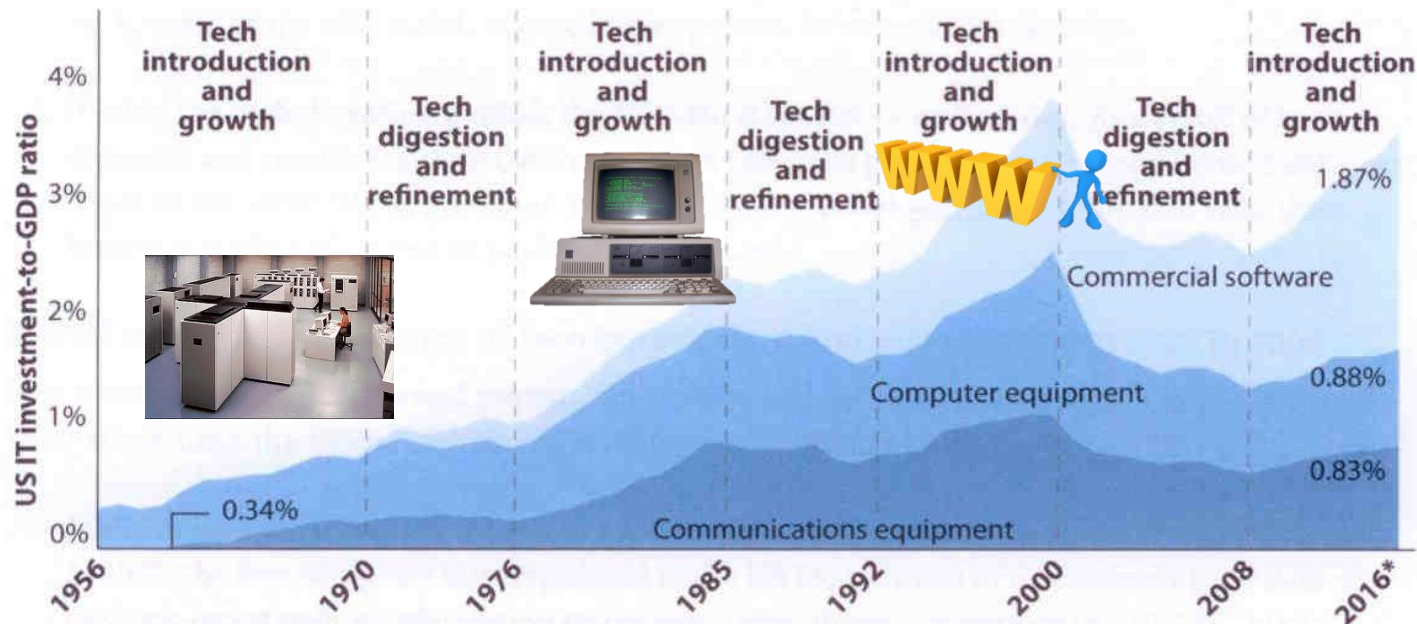 Tech
introduction
and
growth
Tech
digestion
and
refinement
Tech
introduction
and
growth
Tech
digestion
and
refinement
Tech
introduction
and
growth
Tech
digestion
and
refinement
Tech
introduction
and
growth
US IT investment-to-GDP ratio
4%
3%
2%
1%
0%
WWW
1.87%
Commercial software
0.88%
Computer equipment
0.83%
0.34%
Communications equipment
1956
1970
1976
1985
1992
2000
2008
2016*